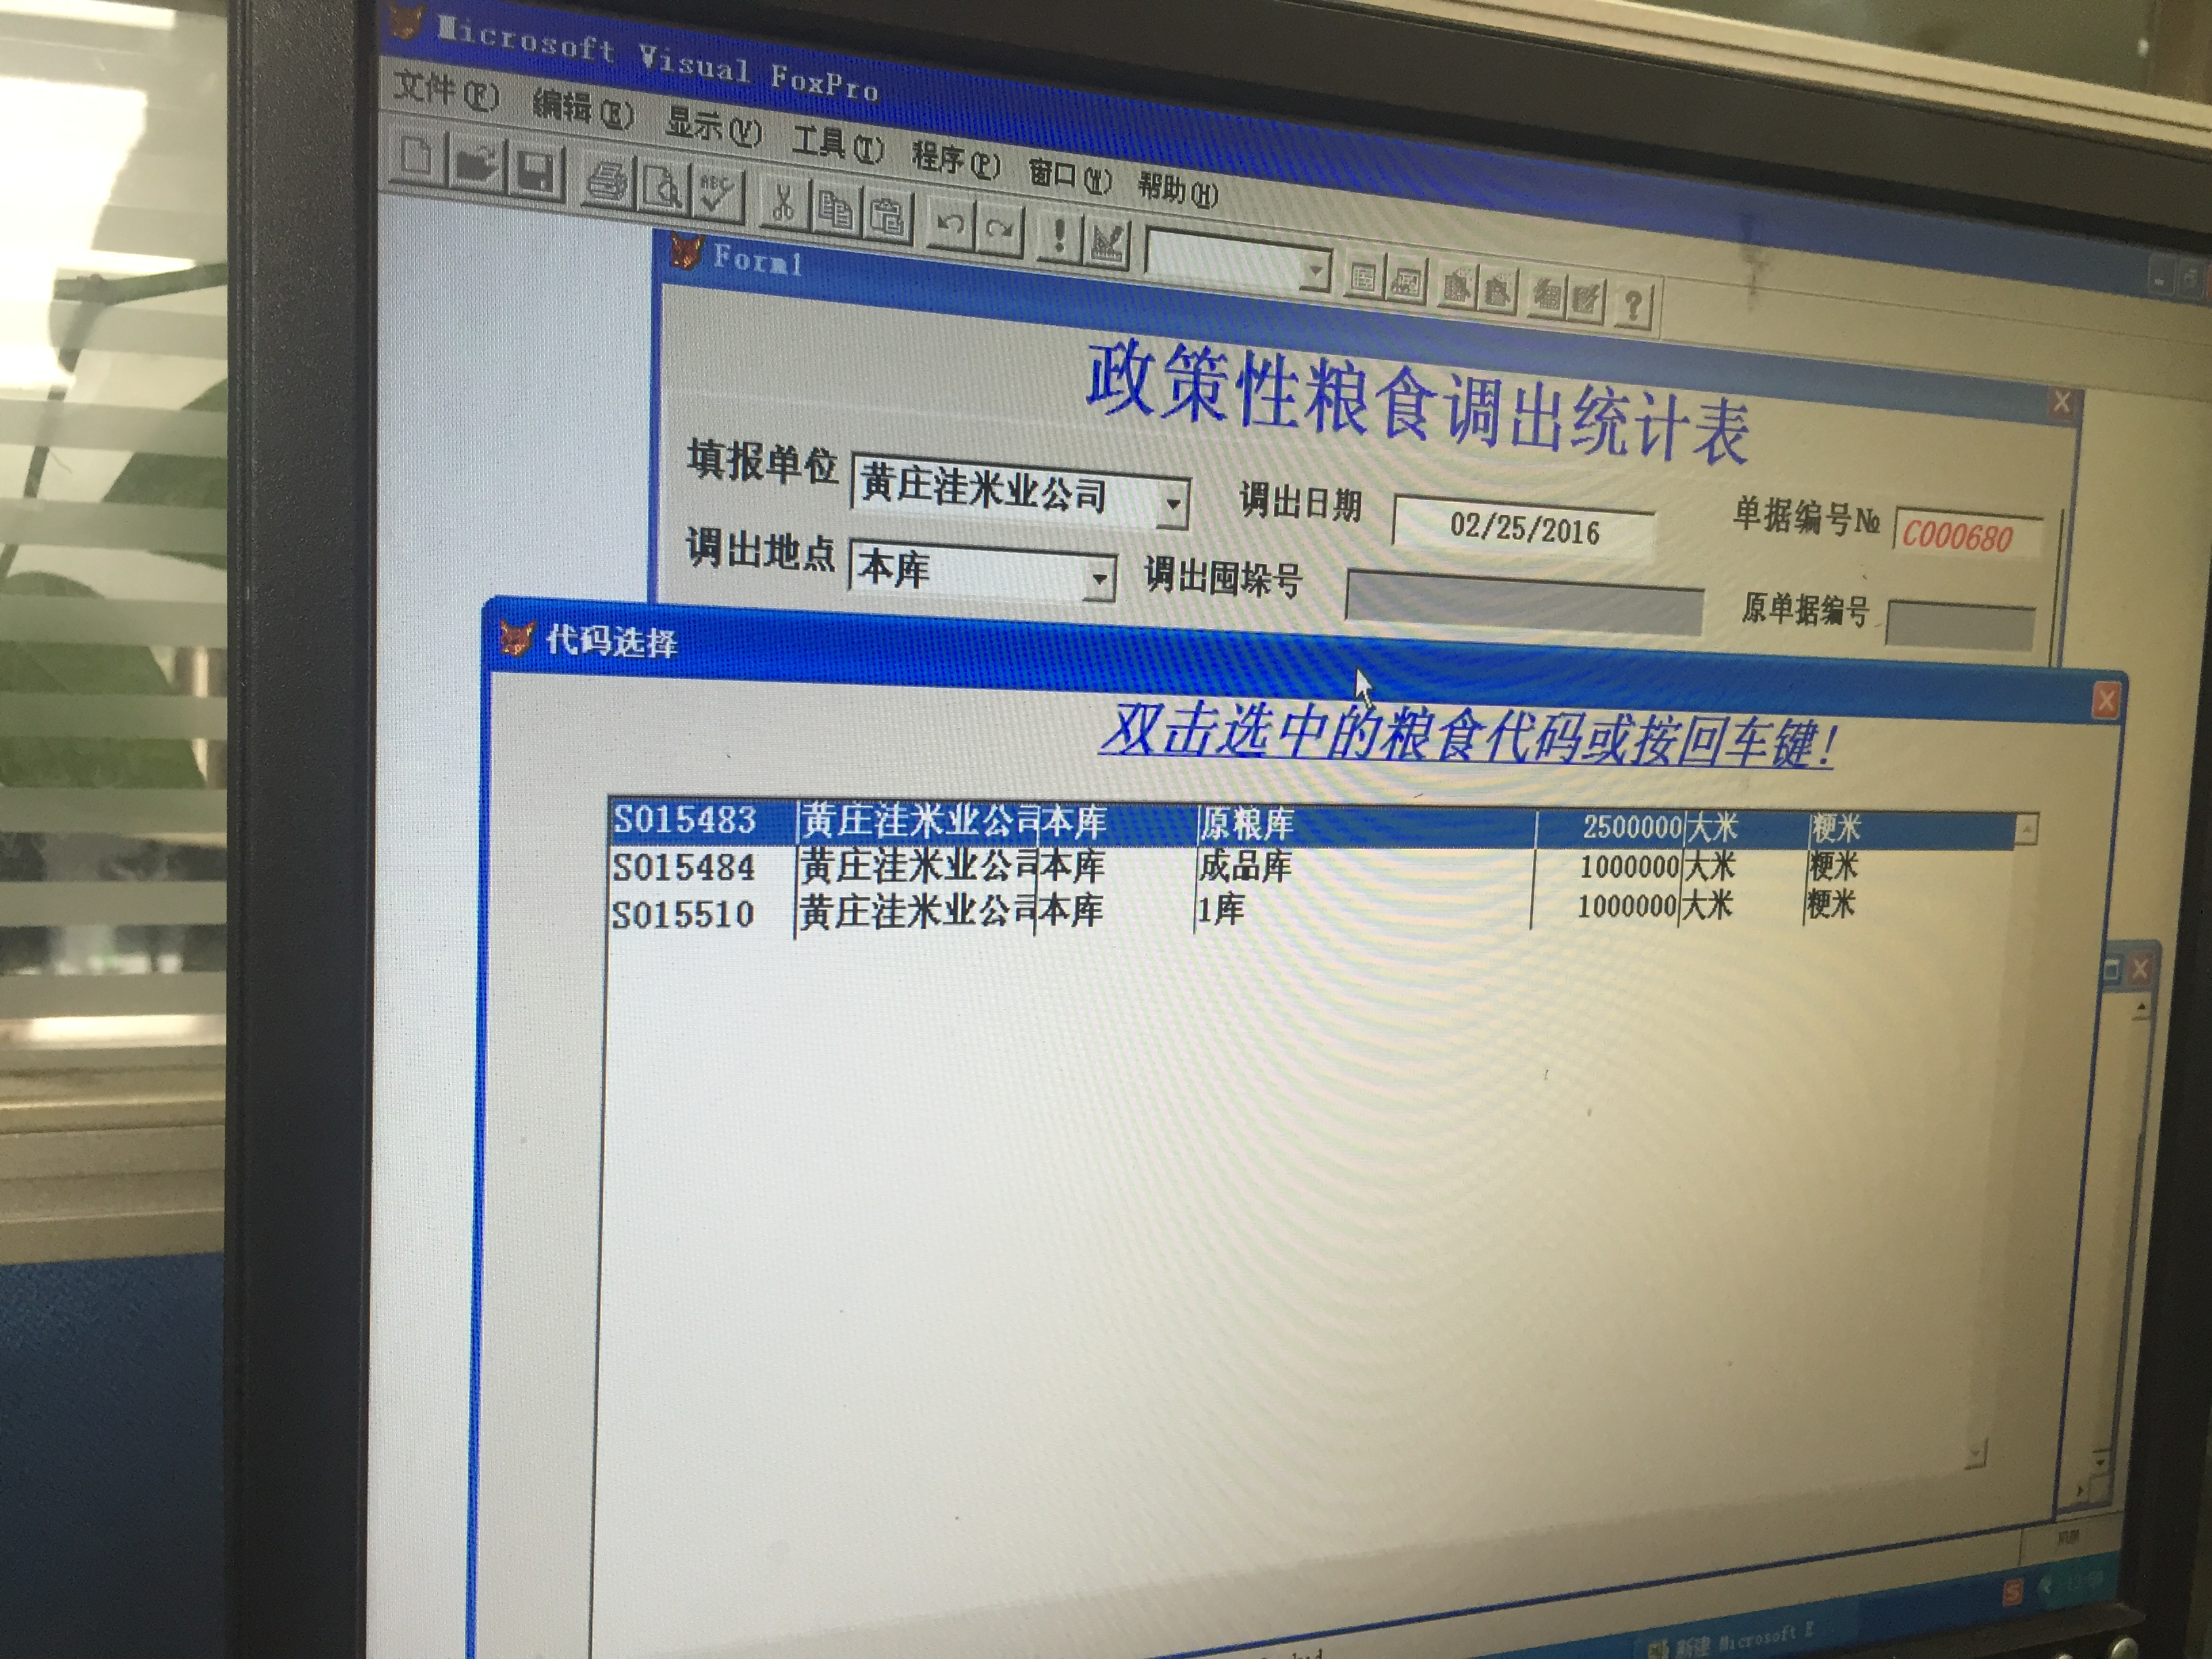 Microsoft Visual FoxPro
文件(F) 编辑(E) 显示(V) 工具(T) 程序(P) 窗口(W) 帮助(H)
ABC
Form1
政策性粮食调出统计表
填报单位 黄庄洼米业公司 调出日期 02/25/2016 单据编号№ C000680
调出地点 本库 调出囤垛号 原单据编号
代码选择
双击选中的粮食代码或按回车键!
S015483 黄庄洼米业公司 本库 原粮库 2500000 大米 粳米
S015484 黄庄洼米业公司 本库 成品库 1000000 大米 粳米
S015510 黄庄洼米业公司 本库 1库 1000000 大米 粳米
新建 Microsoft E